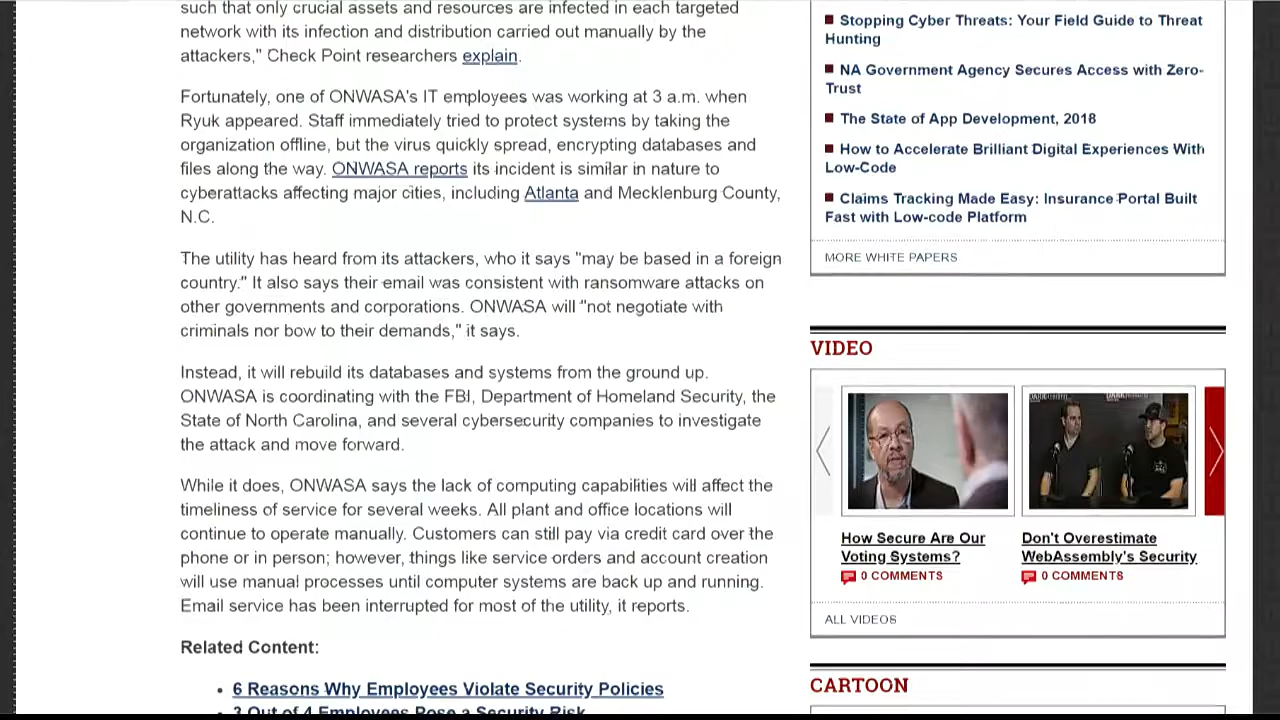 such that only crucial assets and resources are infected in each targeted
network with its infection and distribution carried out manually by the
attackers," Check Point researchers explain.
Fortunately, one of ONWASA's IT employees was working at 3 a.m. when
Ryuk appeared. Staff immediately tried to protect systems by taking the
organization offline, but the virus quickly spread, encrypting databases and
files along the way. ONWASA reports its incident is similar in nature to
cyberattacks affecting major cities, including Atlanta and Mecklenburg County,
N.C.
The utility has heard from its attackers, who it says "may be based in a foreign
country." It also says their email was consistent with ransomware attacks on
other governments and corporations. ONWASA will "not negotiate with
criminals nor bow to their demands," it says.
Instead, it will rebuild its databases and systems from the ground up.
ONWASA is coordinating with the FBI, Department of Homeland Security, the
State of North Carolina, and several cybersecurity companies to investigate
the attack and move forward.
While it does, ONWASA says the lack of computing capabilities will affect the
timeliness of service for several weeks. All plant and office locations will
continue to operate manually. Customers can still pay via credit card over the
phone or in person; however, things like service orders and account creation
will use manual processes until computer systems are back up and running.
Email service has been interrupted for most of the utility, it reports.
Related Content:
• 6 Reasons Why Employees Violate Security Policies
• 3 Out of 4 Employees Pose a Security Risk
Stopping Cyber Threats: Your Field Guide to Threat
Hunting
NA Government Agency Secures Access with Zero-
Trust
The State of App Development, 2018
How to Accelerate Brilliant Digital Experiences With
Low-Code
Claims Tracking Made Easy: Insurance Portal Built
Fast with Low-code Platform
MORE WHITE PAPERS
VIDEO
How Secure Are Our
Voting Systems?
0 COMMENTS
Don't Overestimate
WebAssembly's Security
0 COMMENTS
ALL VIDEOS
CARTOON